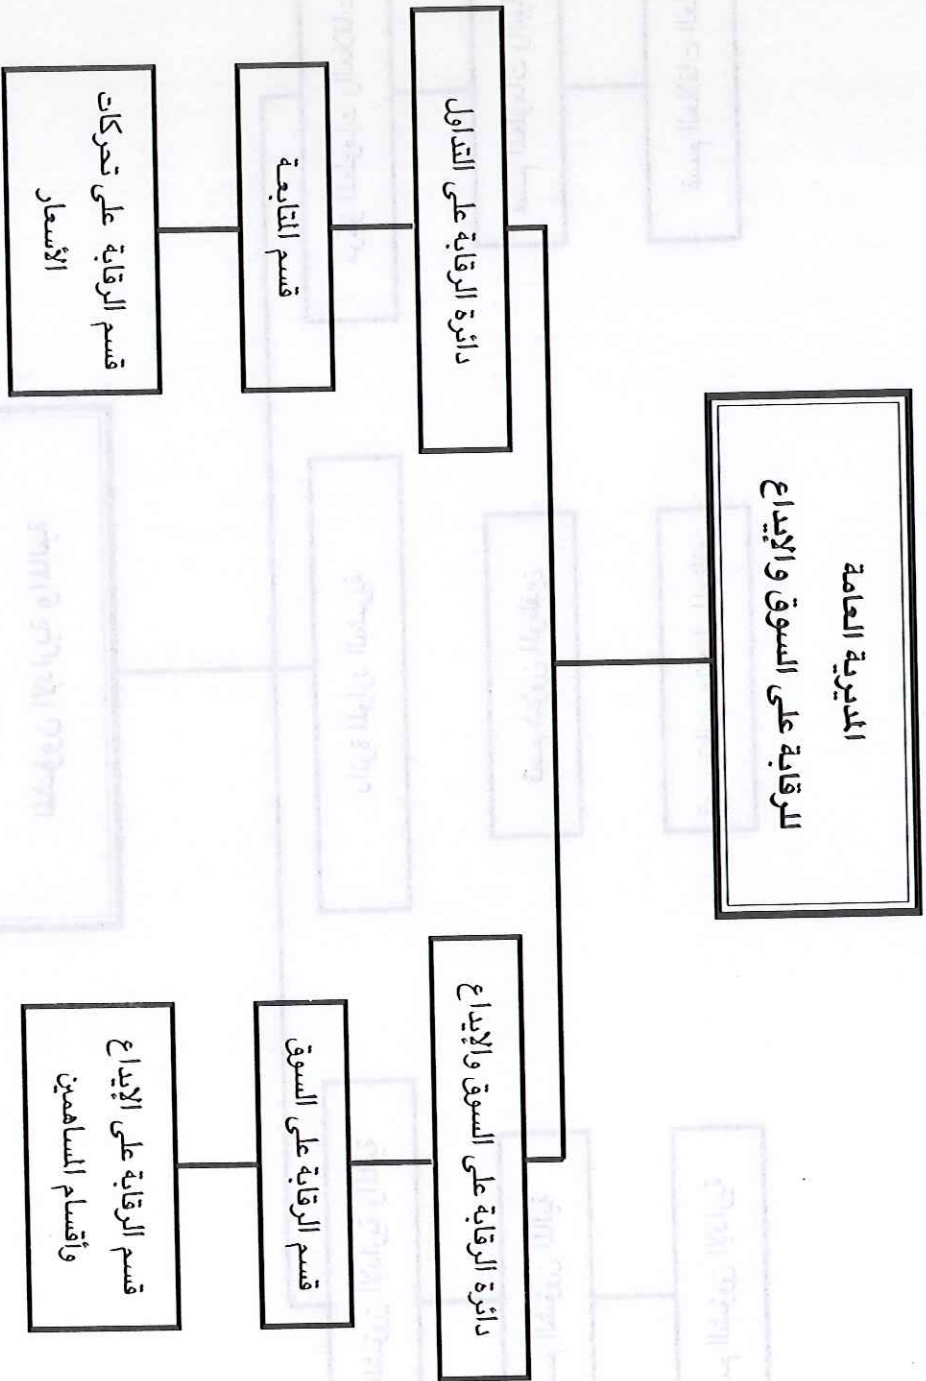 المديرية العامة
للرقابة على السوق والإيداع
دائرة الرقابة على السوق والإيداع
قسم الرقابة على السوق
قسم الرقابة على الإيداع
وأقسام المساهمين
دائرة الرقابة على التداول
قسم المتابعة
قسم الرقابة على تحركات
الأسعار